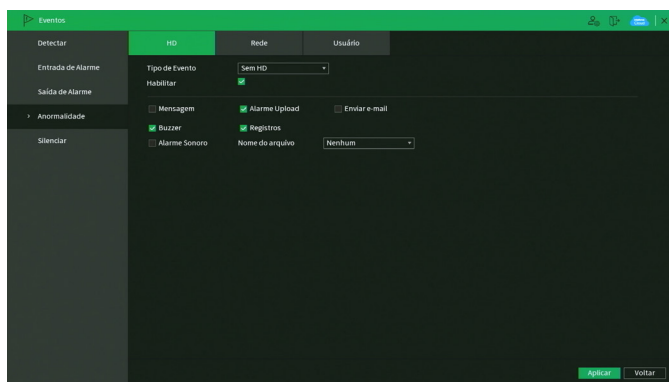 Eventos
Detectar
HD
Rede
Usuário
Entrada de Alarme
Tipo de Evento
Sem HD
Habilitar
Saída de Alarme
Mensagem
Alarme Upload
Enviar e-mail
Anormalidade
Buzzer
Registros
Silenciar
Alarme Sonoro
Nome do arquivo
Nenhum
Aplicar
Voltar